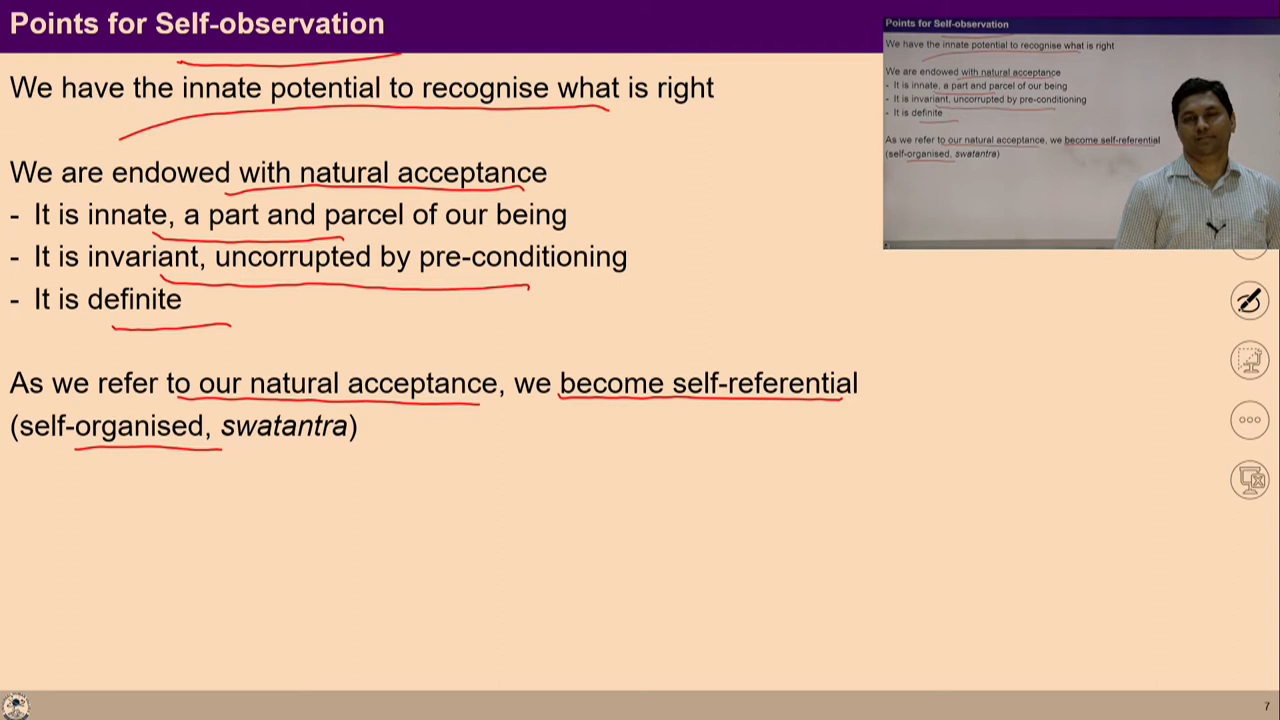 Points for Self-observation
We have the innate potential to recognise what is right
We are endowed with natural acceptance
- It is innate, a part and parcel of our being
- It is invariant, uncorrupted by pre-conditioning
- It is definite
As we refer to our natural acceptance, we become self-referential
(self-organised, swatantra)
Points for Self-observation
We have the innate potential to recognise what is right
We are endowed with natural acceptance
- It is innate, a part and parcel of our being
- It is invariant, uncorrupted by pre-conditioning
- It is definite
As we refer to our natural acceptance, we become self-referential
(self-organised, swatantra)
7